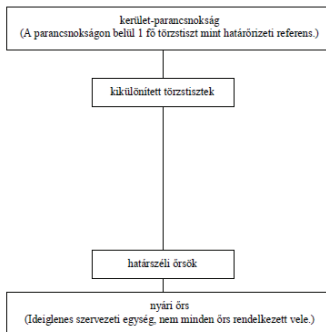 kerület-parancsnokság
(A parancsnokságon belül 1 fő törzstiszt mint határőrizeti referens.)
kikülönített törzstisztek
határszéli őrsök
nyári őrs
(Ideiglenes szervezeti egység, nem minden őrs rendelkezett vele.)